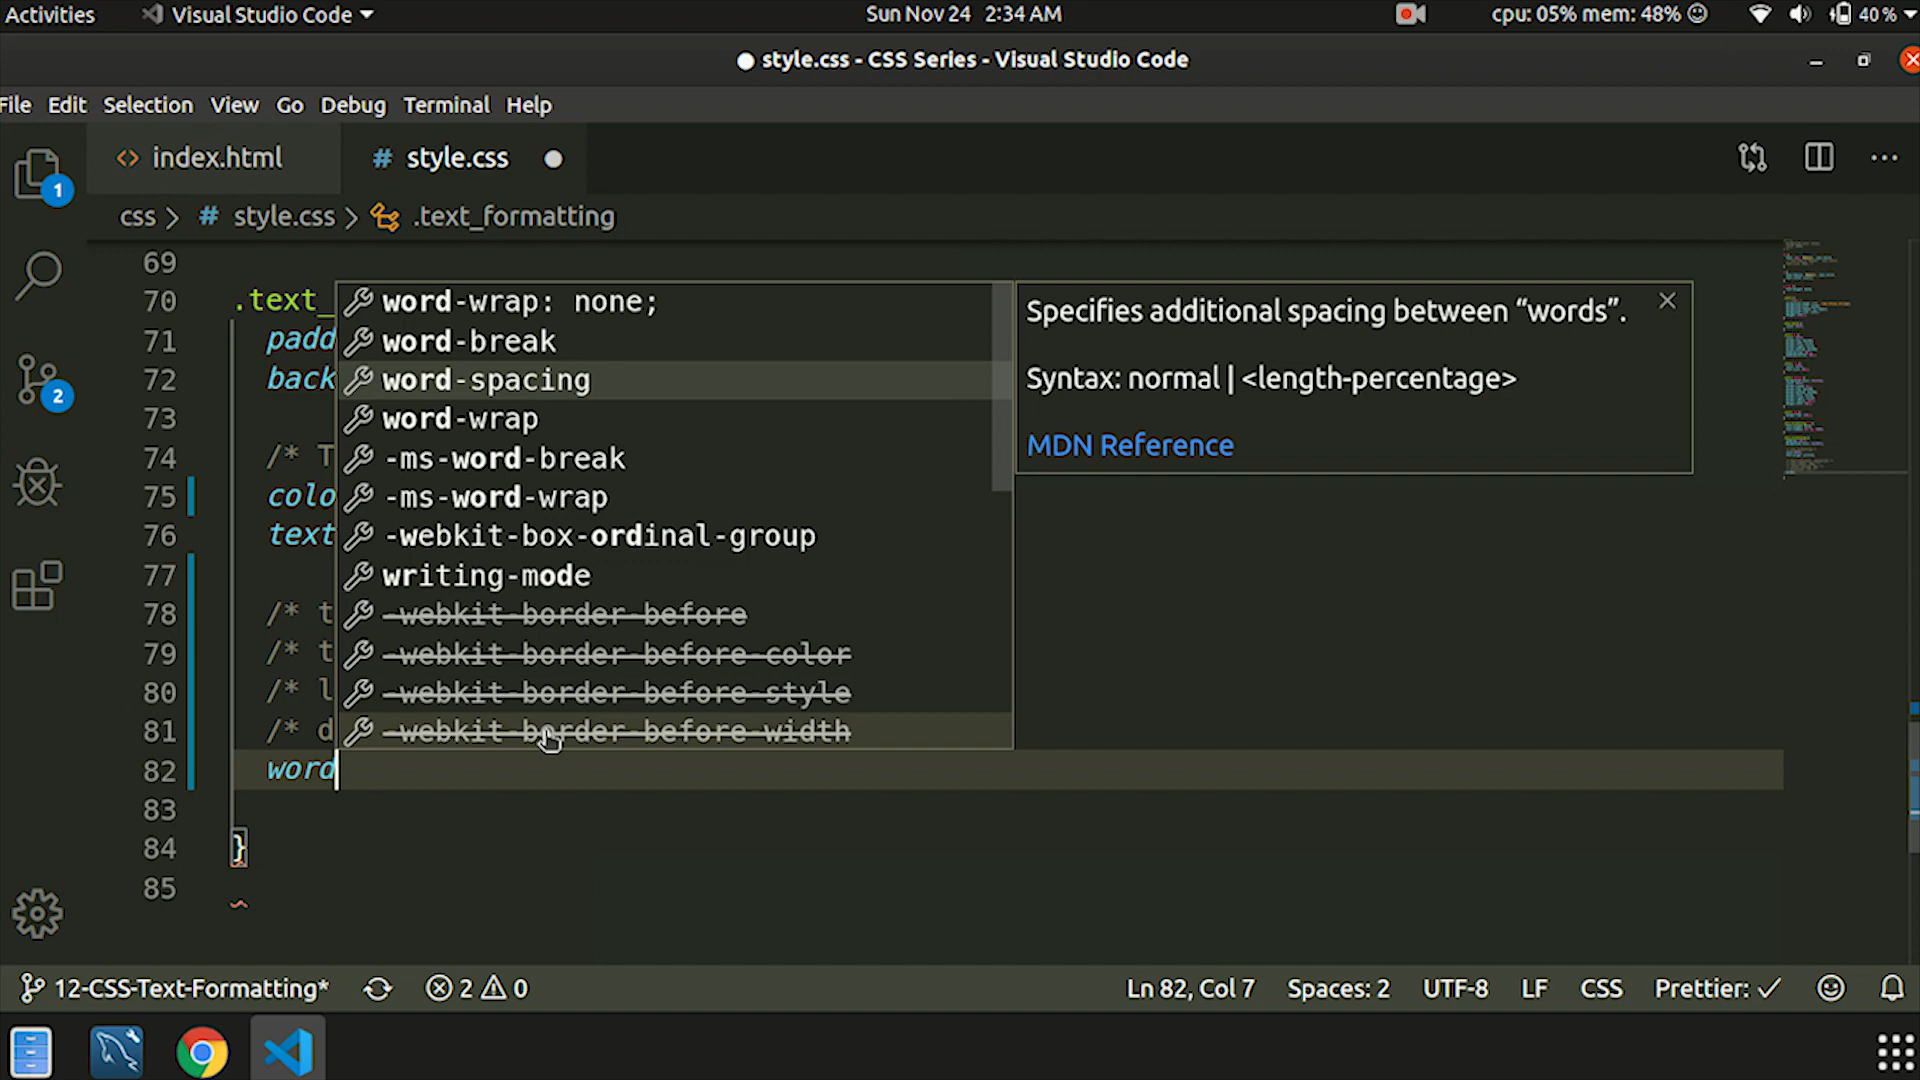 Activities Visual Studio Code Sun Nov 24 2:34 AM cpu: 05% mem: 48% 40%
style.css - CSS Series - Visual Studio Code
File Edit Selection View Go Debug Terminal Help
index.html # style.css
1
css > # style.css > .text_formatting
69
70 .text_
71 padd
72 back
73
74 /* T
75 colo
76 text
77
78 /* t
79 /* t
80 /* l
81 /* d
82 word
83
84 }
85
word-wrap: none;
word-break
word-spacing
word-wrap
-ms-word-break
-ms-word-wrap
-webkit-box-ordinal-group
writing-mode
-webkit-border-before
-webkit-border-before-color
-webkit-border-before-style
-webkit-border-before-width
Specifies additional spacing between “words”.
Syntax: normal | <length-percentage>
MDN Reference
2
12-CSS-Text-Formatting* 2 0 Ln 82, Col 7 Spaces: 2 UTF-8 LF CSS Prettier: ✓